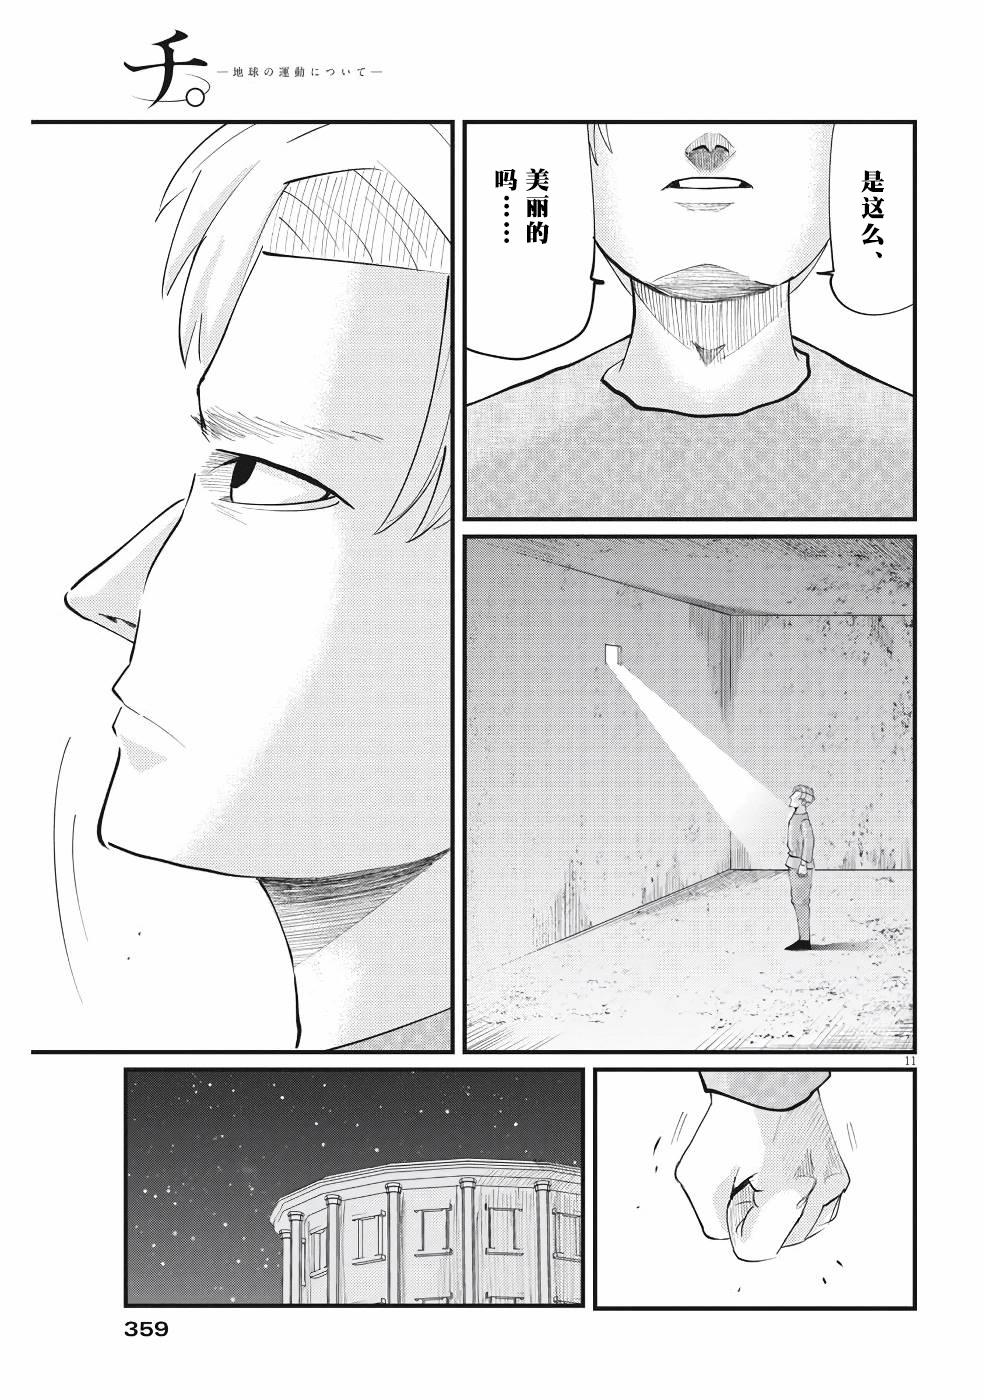 チ。
―地球の運動について―
是这么、
美丽的
吗……
11
359